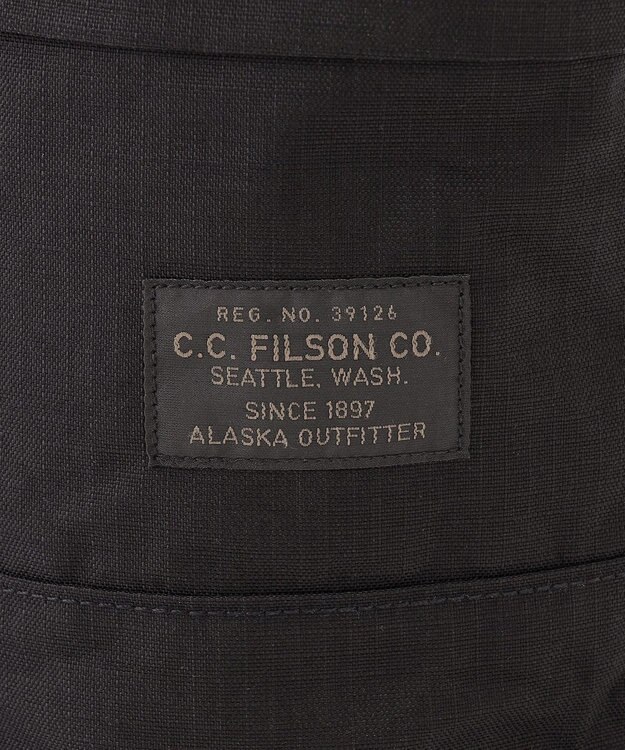 REG. NO. 39126
C.C. FILSON CO.
SEATTLE, WASH.
SINCE 1897
ALASKA OUTFITTER